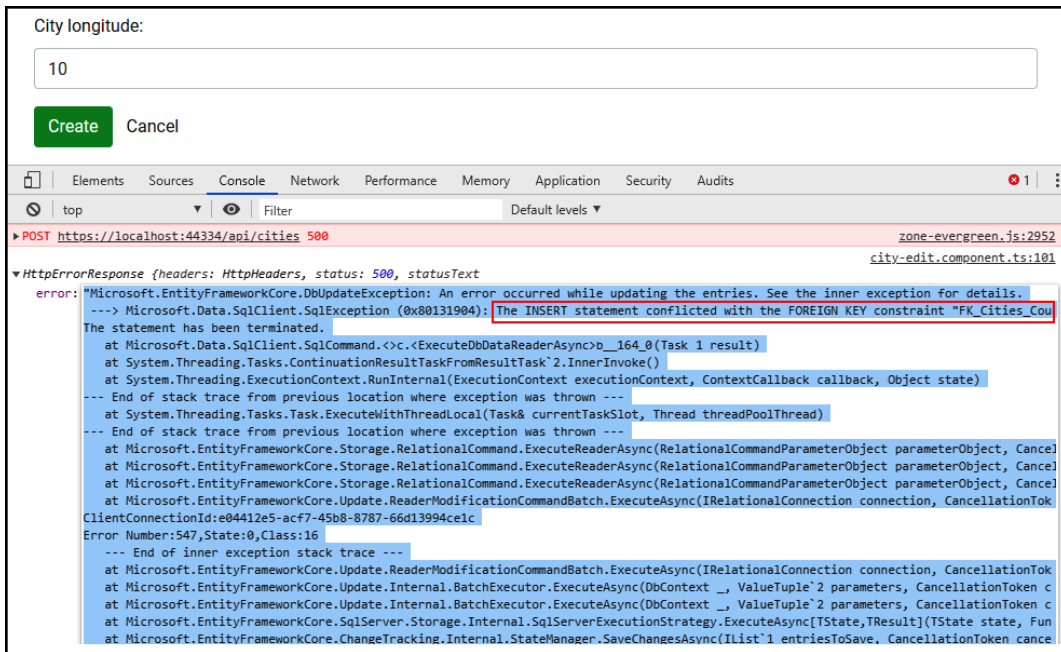 City longitude:
10
Create Cancel
Elements Sources Console Network Performance Memory Application Security Audits 1
top Filter Default levels
POST https://localhost:44334/api/cities 500 zone-evergreen.js:2952
city-edit.component.ts:101
HttpErrorResponse {headers: HttpHeaders, status: 500, statusText
error: "Microsoft.EntityFrameworkCore.DbUpdateException: An error occurred while updating the entries. See the inner exception for details.
---> Microsoft.Data.SqlClient.SqlException (0x80131904): The INSERT statement conflicted with the FOREIGN KEY constraint "FK_Cities_Cou
The statement has been terminated.
at Microsoft.Data.SqlClient.SqlCommand.<>c.<ExecuteDbDataReaderAsync>b__164_0(Task 1 result)
at System.Threading.Tasks.ContinuationResultTaskFromResultTask`2.InnerInvoke()
at System.Threading.ExecutionContext.RunInternal(ExecutionContext executionContext, ContextCallback callback, Object state)
--- End of stack trace from previous location where exception was thrown ---
at System.Threading.Tasks.Task.ExecuteWithThreadLocal(Task& currentTaskSlot, Thread threadPoolThread)
--- End of stack trace from previous location where exception was thrown ---
at Microsoft.EntityFrameworkCore.Storage.RelationalCommand.ExecuteReaderAsync(RelationalCommandParameterObject parameterObject, Cancel
at Microsoft.EntityFrameworkCore.Storage.RelationalCommand.ExecuteReaderAsync(RelationalCommandParameterObject parameterObject, Cancel
at Microsoft.EntityFrameworkCore.Storage.RelationalCommand.ExecuteReaderAsync(RelationalCommandParameterObject parameterObject, Cancel
at Microsoft.EntityFrameworkCore.Update.ReaderModificationCommandBatch.ExecuteAsync(IRelationalConnection connection, CancellationTok
ClientConnectionId:e04412e5-acf7-45b8-8787-66d13994ce1c
Error Number:547,State:0,Class:16
--- End of inner exception stack trace ---
at Microsoft.EntityFrameworkCore.Update.ReaderModificationCommandBatch.ExecuteAsync(IRelationalConnection connection, CancellationTok
at Microsoft.EntityFrameworkCore.Update.Internal.BatchExecutor.ExecuteAsync(DbContext _, ValueTuple`2 parameters, CancellationToken c
at Microsoft.EntityFrameworkCore.Update.Internal.BatchExecutor.ExecuteAsync(DbContext _, ValueTuple`2 parameters, CancellationToken c
at Microsoft.EntityFrameworkCore.SqlServer.Storage.Internal.SqlServerExecutionStrategy.ExecuteAsync[TState,TResult](TState state, Fun
at Microsoft.EntityFrameworkCore.ChangeTracking.Internal.StateManager.SaveChangesAsync(IList`1 entriesToSave, CancellationToken cance